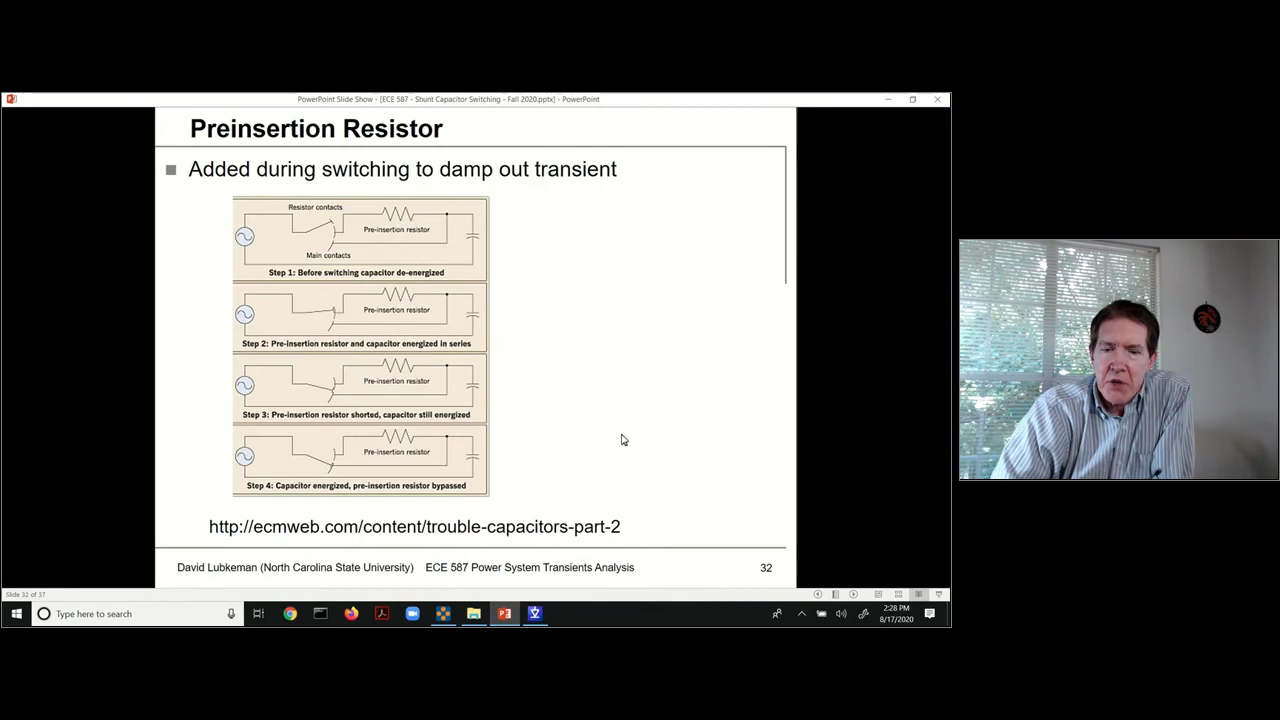 PowerPoint Slide Show - [ECE 587 - Shunt Capacitor Switching - Fall 2020.pptx] - PowerPoint
Preinsertion Resistor
Added during switching to damp out transient
Resistor contacts
Pre-insertion resistor
Main contacts
Step 1: Before switching capacitor de-energized
Pre-insertion resistor
Step 2: Pre-insertion resistor and capacitor energized in series
Pre-insertion resistor
Step 3: Pre-insertion resistor shorted, capacitor still energized
Pre-insertion resistor
Step 4: Capacitor energized, pre-insertion resistor bypassed
http://ecmweb.com/content/trouble-capacitors-part-2
David Lubkeman (North Carolina State University) ECE 587 Power System Transients Analysis 32
Slide 32 of 37
Type here to search
2:28 PM
8/17/2020